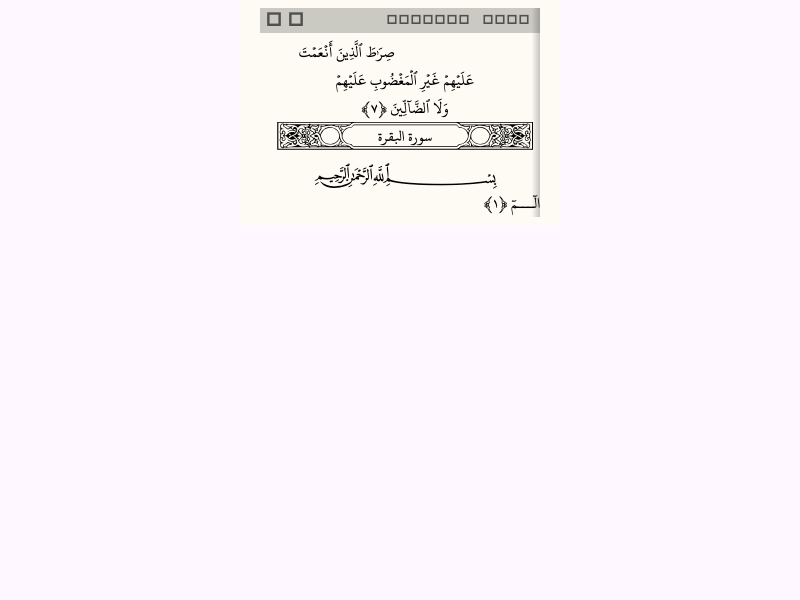 صِرَٰطَ ٱلَّذِينَ أَنْعَمْتَ
عَلَيْهِمْ غَيْرِ ٱلْمَغْضُوبِ عَلَيْهِمْ
وَلَا ٱلضَّآلِّينَ ﴿٧﴾
سورة البقرة
بِسْمِ ٱللَّهِ ٱلرَّحْمَٰنِ ٱلرَّحِيمِ
الٓمٓ ﴿١﴾